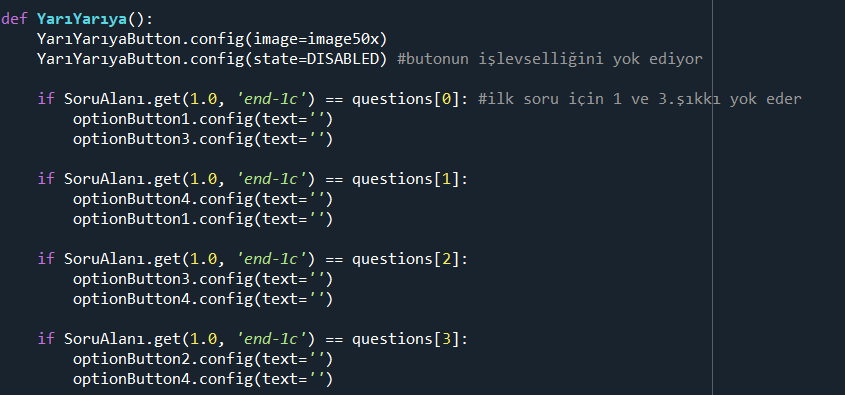 def YarıYarıya():
    YarıYarıyaButton.config(image=image50x)
    YarıYarıyaButton.config(state=DISABLED) #butonun işlevselliğini yok ediyor

    if SoruAlanı.get(1.0, 'end-1c') == questions[0]: #ilk soru için 1 ve 3.şıkkı yok eder
        optionButton1.config(text='')
        optionButton3.config(text='')

    if SoruAlanı.get(1.0, 'end-1c') == questions[1]:
        optionButton4.config(text='')
        optionButton1.config(text='')

    if SoruAlanı.get(1.0, 'end-1c') == questions[2]:
        optionButton3.config(text='')
        optionButton4.config(text='')

    if SoruAlanı.get(1.0, 'end-1c') == questions[3]:
        optionButton2.config(text='')
        optionButton4.config(text='')